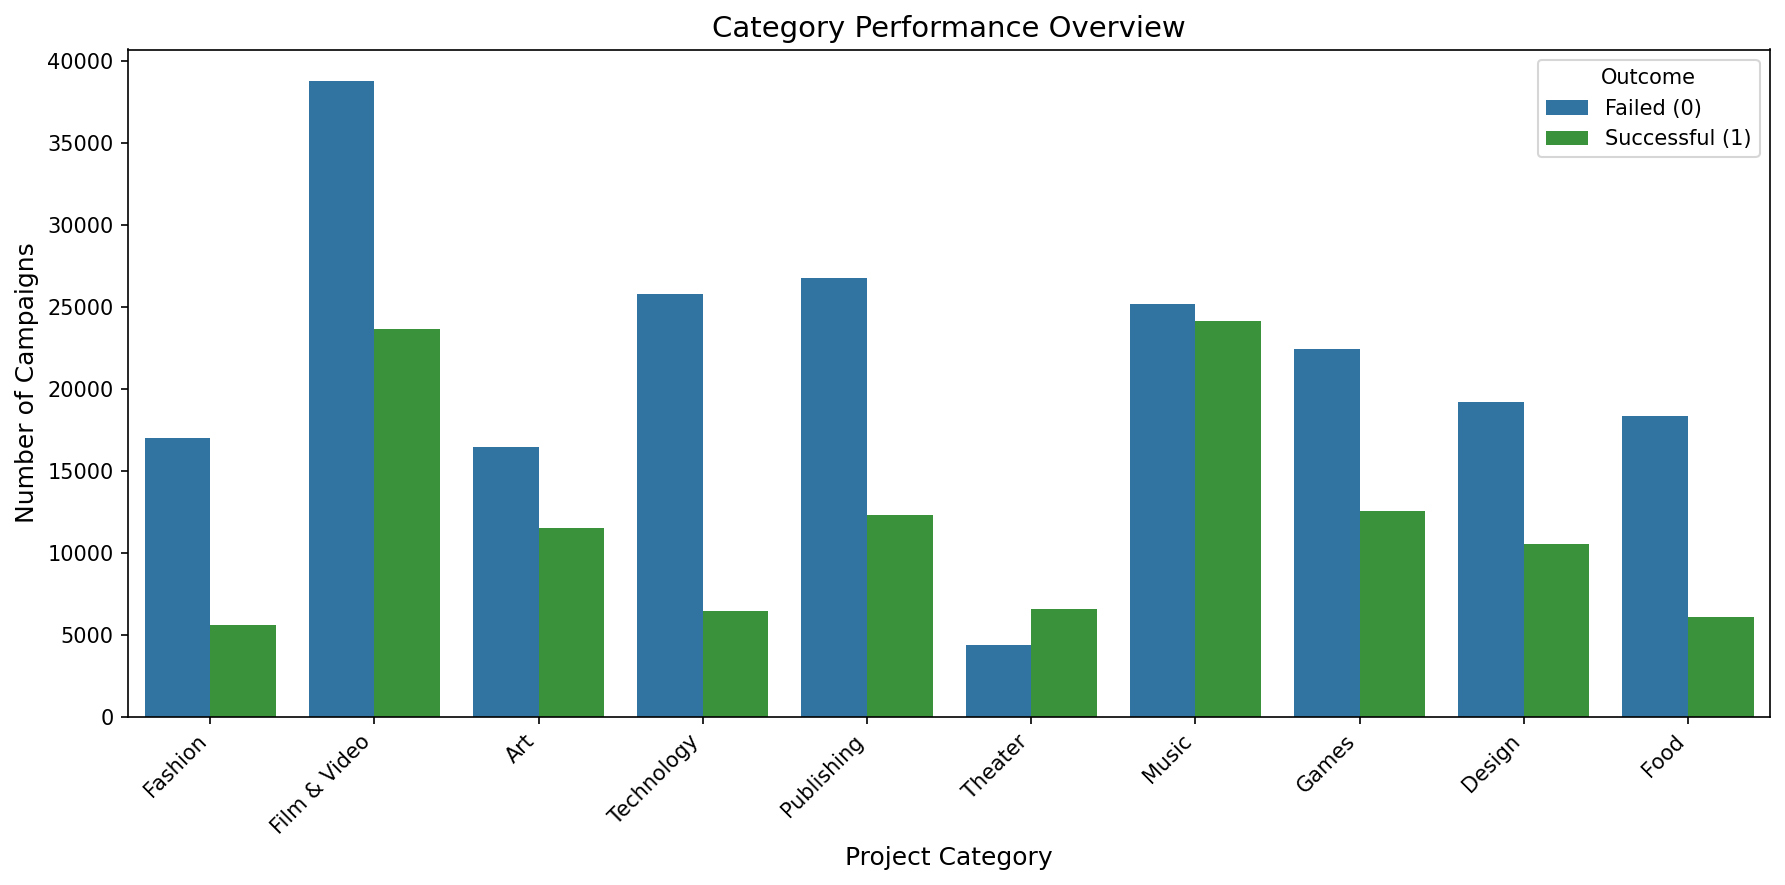 Category Performance Overview
Outcome
Failed (0)
Successful (1)
Number of Campaigns
40000
35000
30000
25000
20000
15000
10000
5000
0
Fashion
Film & Video
Art
Technology
Publishing
Theater
Music
Games
Design
Food
Project Category